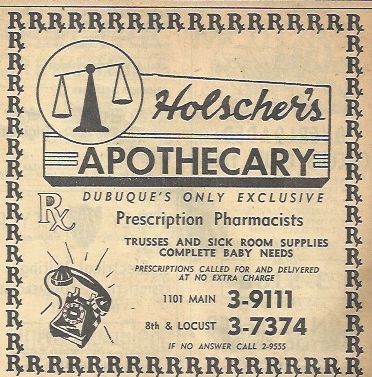 Holscher's
APOTHECARY
DUBUQUE'S ONLY EXCLUSIVE
Rx
Prescription Pharmacists
TRUSSES AND SICK ROOM SUPPLIES
COMPLETE BABY NEEDS
PRESCRIPTIONS CALLED FOR AND DELIVERED
AT NO EXTRA CHARGE
1101 MAIN 3-9111
8th & LOCUST 3-7374
IF NO ANSWER CALL 2-9555